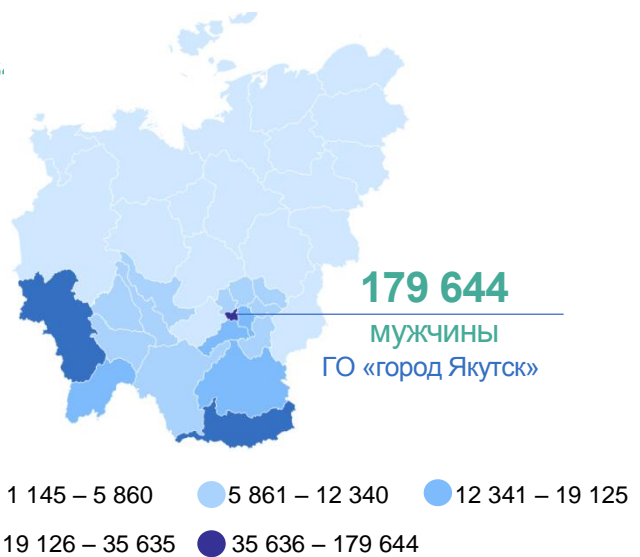 179 644
мужчины
ГО «город Якутск»
1 145 – 5 860 5 861 – 12 340 12 341 – 19 125
19 126 – 35 635 35 636 – 179 644